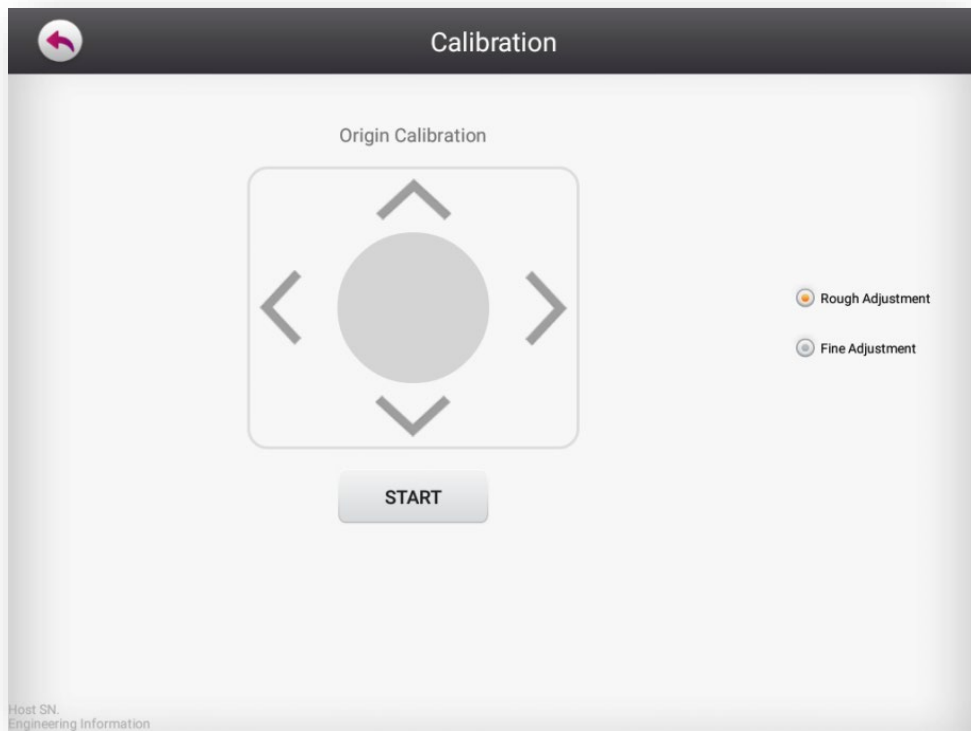 Calibration
Origin Calibration
Rough Adjustment
Fine Adjustment
START
Host SN.
Engineering Information